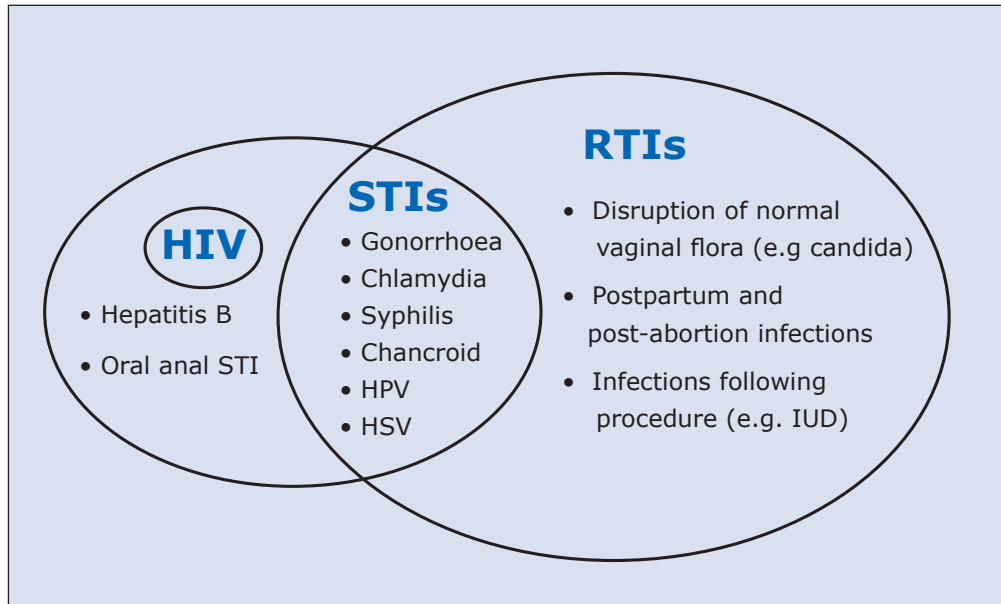 HIV
• Hepatitis B
• Oral anal STI
STIs
• Gonorrhoea
• Chlamydia
• Syphilis
• Chancroid
• HPV
• HSV
RTIs
• Disruption of normal
vaginal flora (e.g candida)
• Postpartum and
post-abortion infections
• Infections following
procedure (e.g. IUD)